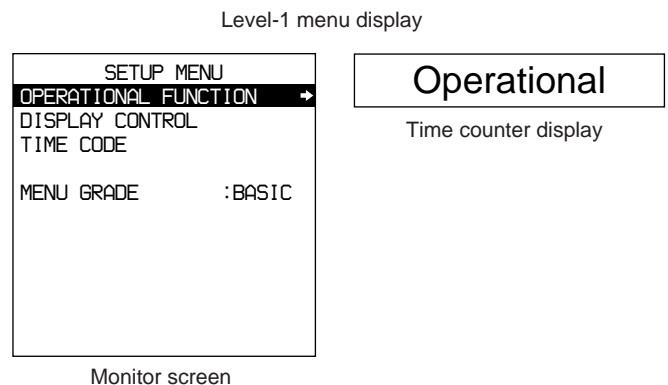 Level-1 menu display
SETUP MENU
OPERATIONAL FUNCTION ➔
DISPLAY CONTROL
TIME CODE
MENU GRADE :BASIC
Monitor screen
Operational
Time counter display